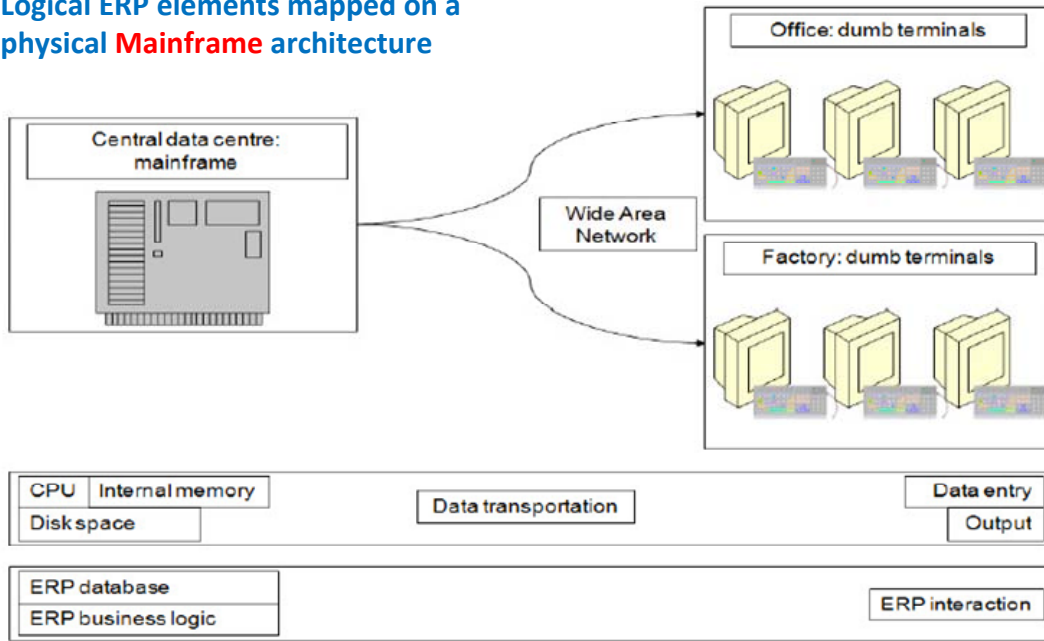 Logical ERP elements mapped on a
physical Mainframe architecture
Office: dumb terminals
Central data centre:
mainframe
Wide Area
Network
Factory: dumb terminals
CPU
Internal memory
Disk space
Data transportation
Data entry
Output
ERP database
ERP business logic
ERP interaction